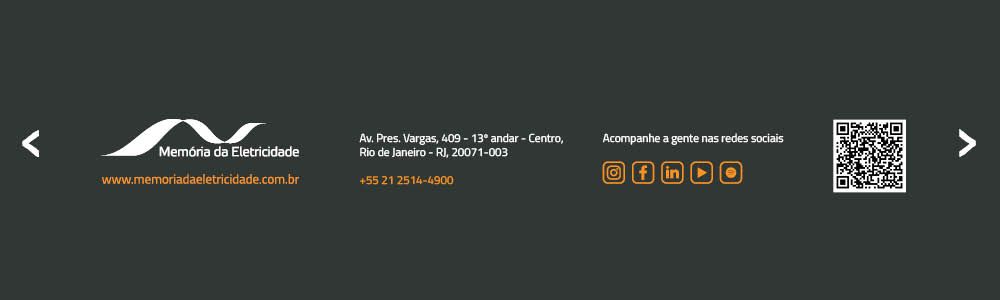 Memória da Eletricidade
www.memoriadaeletricidade.com.br
Av. Pres. Vargas, 409 - 13º andar - Centro,
Rio de Janeiro - RJ, 20071-003
+55 21 2514-4900
Acompanhe a gente nas redes sociais